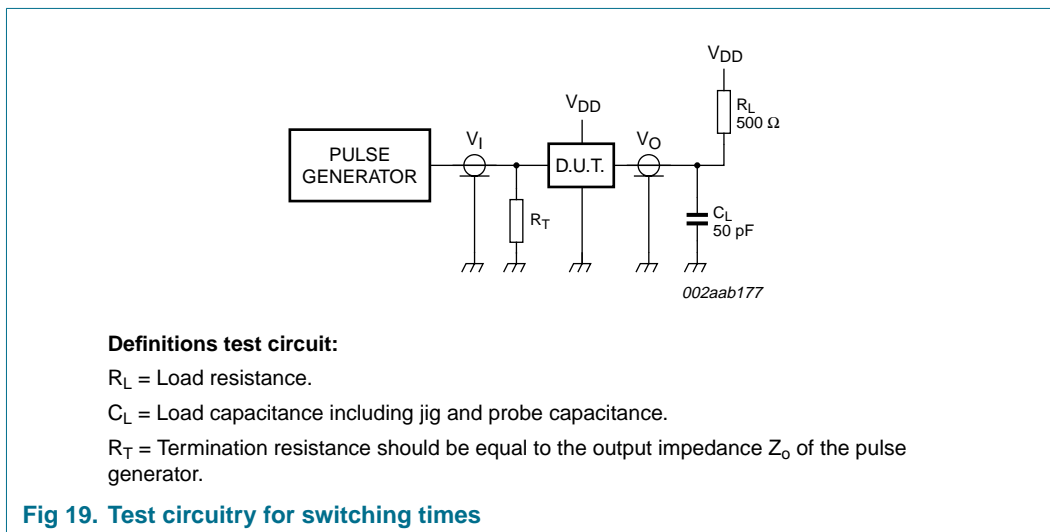 VDD
RL
500 Ω
VDD
VI
VO
PULSE
GENERATOR
D.U.T.
RT
CL
50 pF
002aab177
Definitions test circuit:
RL = Load resistance.
CL = Load capacitance including jig and probe capacitance.
RT = Termination resistance should be equal to the output impedance Zo of the pulse
generator.
Fig 19. Test circuitry for switching times